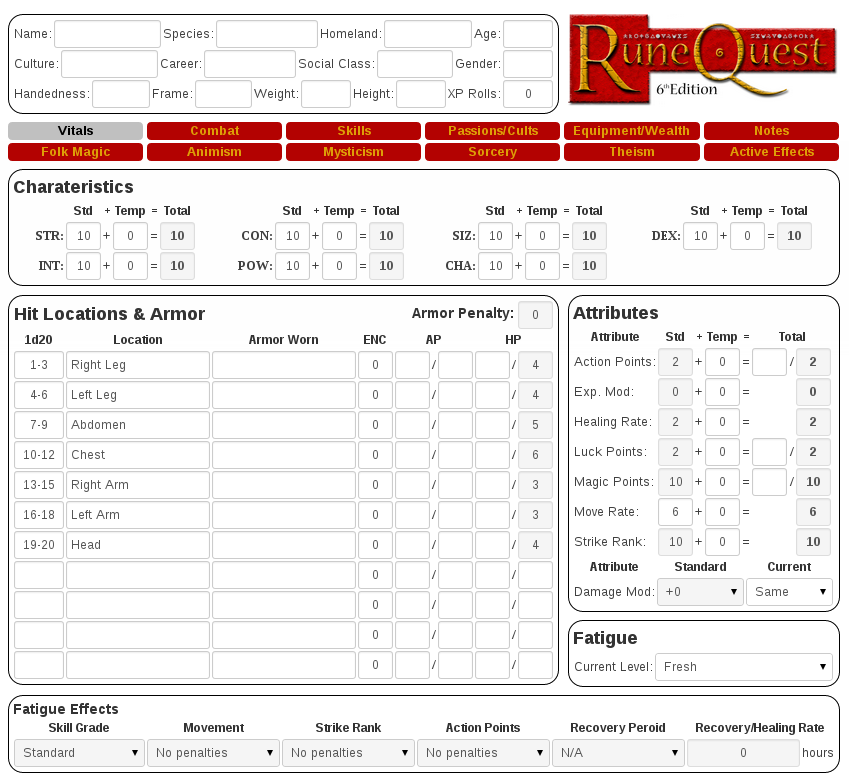 Name: Species: Homeland: Age:
Culture: Career: Social Class: Gender:
Handedness: Frame: Weight: Height: XP Rolls: 0
RuneQuest
6th Edition
Vitals Combat Skills Passions/Cults Equipment/Wealth Notes
Folk Magic Animism Mysticism Sorcery Theism Active Effects
Charateristics
Std + Temp = Total Std + Temp = Total Std + Temp = Total Std + Temp = Total
STR: 10 + 0 = 10 CON: 10 + 0 = 10 SIZ: 10 + 0 = 10 DEX: 10 + 0 = 10
INT: 10 + 0 = 10 POW: 10 + 0 = 10 CHA: 10 + 0 = 10
Hit Locations & Armor Armor Penalty: 0
1d20 Location Armor Worn ENC AP HP
1-3 Right Leg 0 / / 4
4-6 Left Leg 0 / / 4
7-9 Abdomen 0 / / 5
10-12 Chest 0 / / 6
13-15 Right Arm 0 / / 3
16-18 Left Arm 0 / / 3
19-20 Head 0 / / 4
0 / /
0 / /
0 / /
0 / /
Attributes
Attribute Std + Temp = Total
Action Points: 2 + 0 = / 2
Exp. Mod: 0 + 0 = 0
Healing Rate: 2 + 0 = 2
Luck Points: 2 + 0 = / 2
Magic Points: 10 + 0 = / 10
Move Rate: 6 + 0 = 6
Strike Rank: 10 + 0 = 10
Attribute Standard Current
Damage Mod: +0 Same
Fatigue
Current Level: Fresh
Fatigue Effects
Skill Grade Movement Strike Rank Action Points Recovery Peroid Recovery/Healing Rate
Standard No penalties No penalties No penalties N/A 0 hours